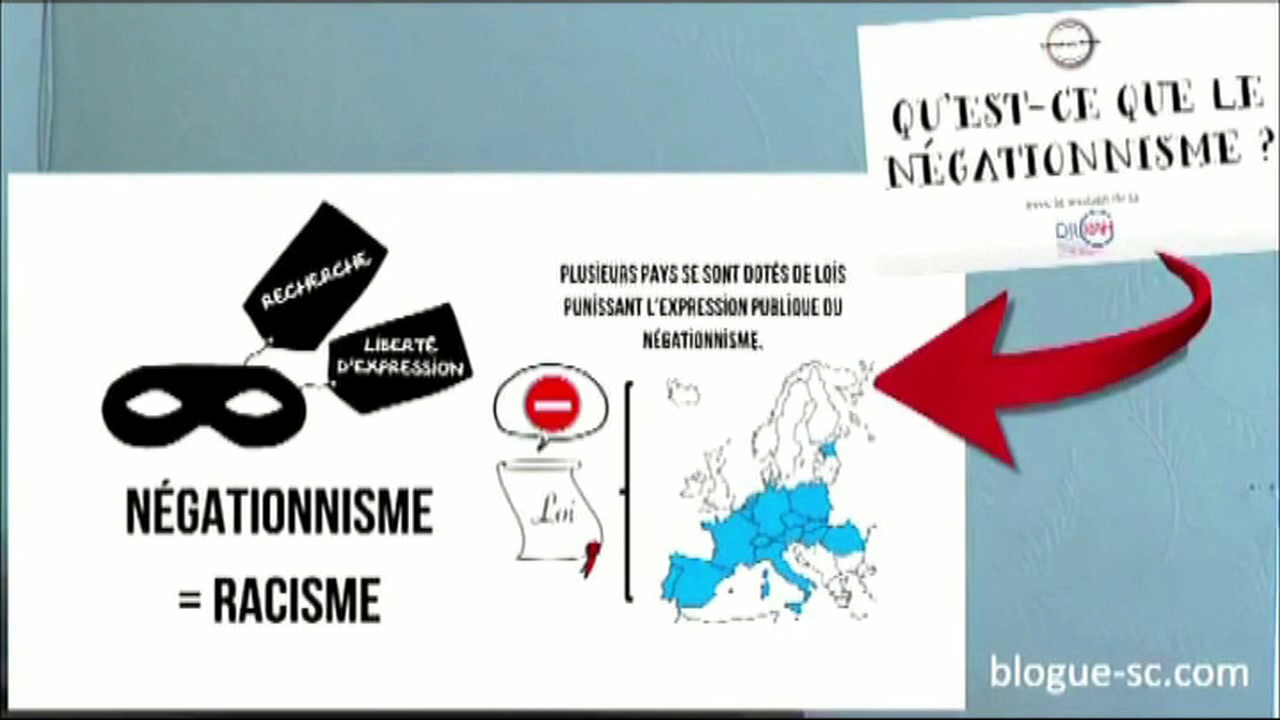 QU'EST-CE QUE LE
NÉGATIONNISME ?
RECHERCHE
LIBERTÉ
D'EXPRESSION
NÉGATIONNISME
= RACISME
PLUSIEURS PAYS SE SONT DOTÉS DE LOIS
PUNISSANT L'EXPRESSION PUBLIQUE DU
NÉGATIONNISME.
Loi
blogue-sc.com